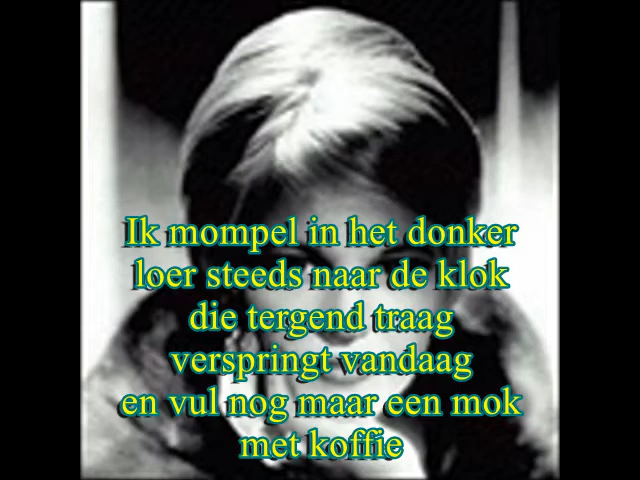 Ik mompel in het donker
loer steeds naar de klok
die tergend traag
verspringt vandaag
en vul nog maar een mok
met koffie